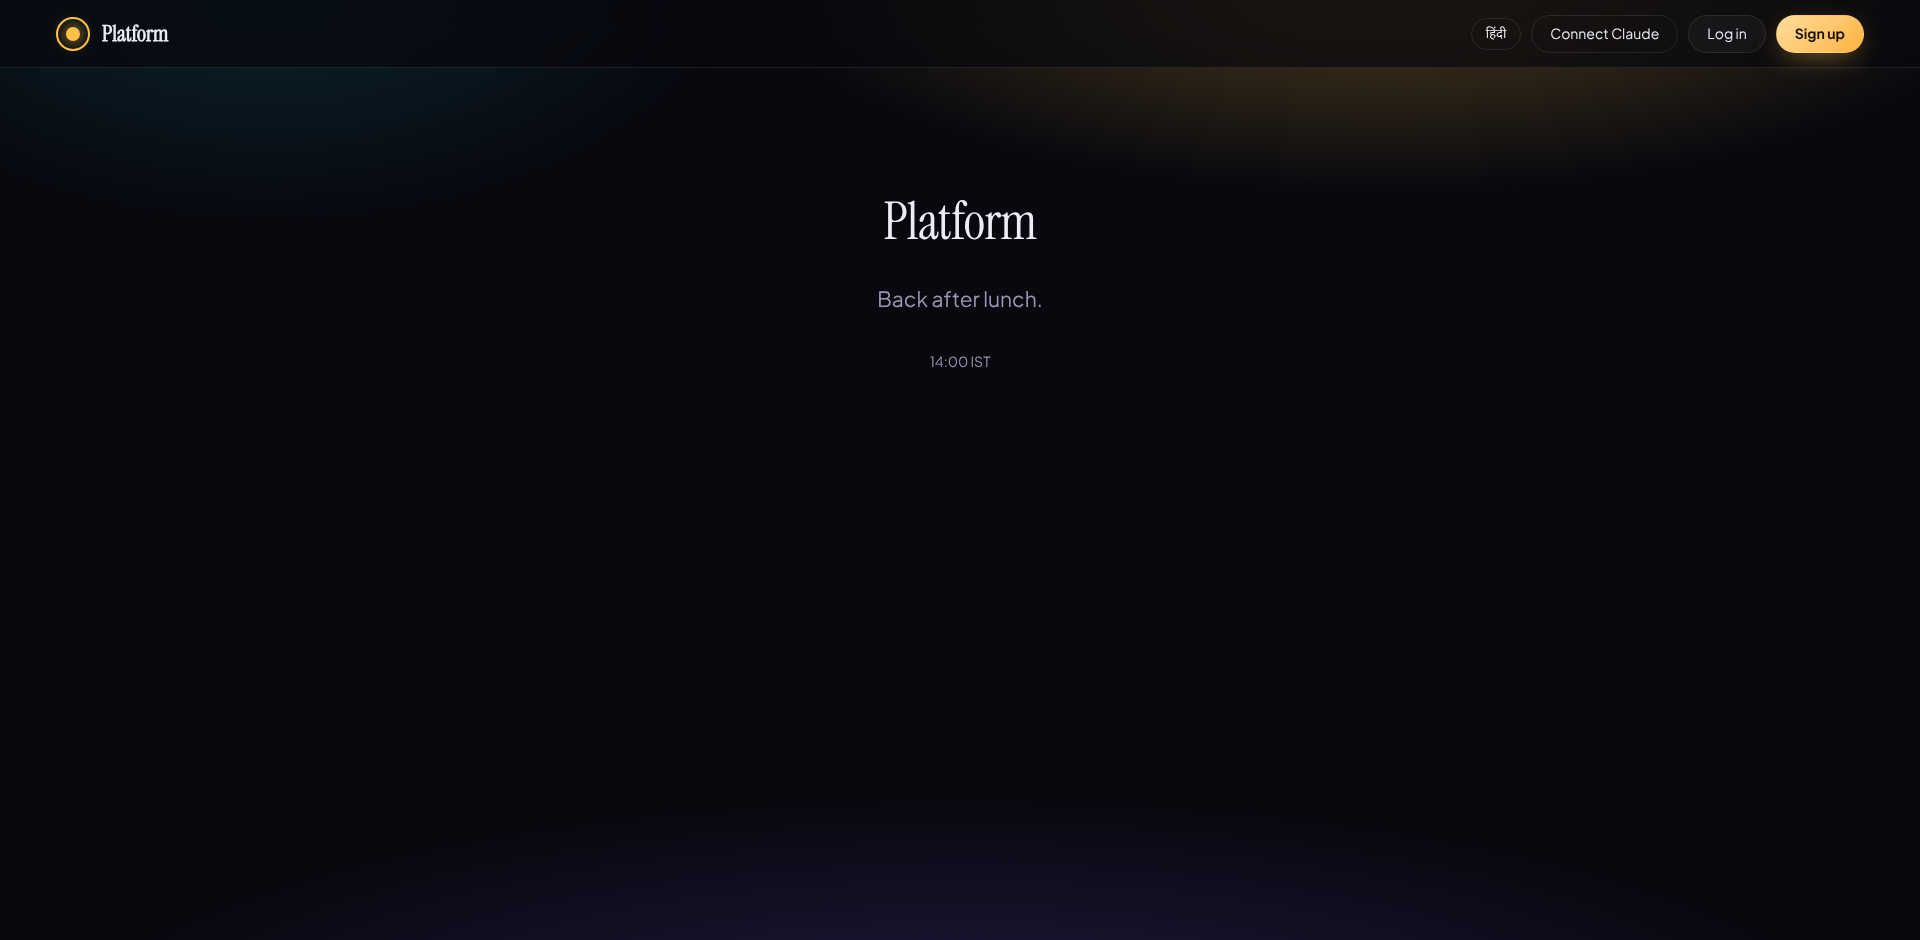 Platform
हिंदी
Connect Claude
Log in
Sign up
Platform
Back after lunch.
14:00 IST